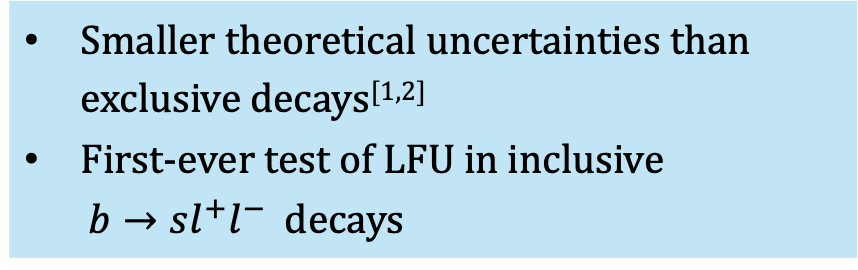 • Smaller theoretical uncertainties than
exclusive decays[1,2]
• First-ever test of LFU in inclusive
b → sl⁺l⁻ decays